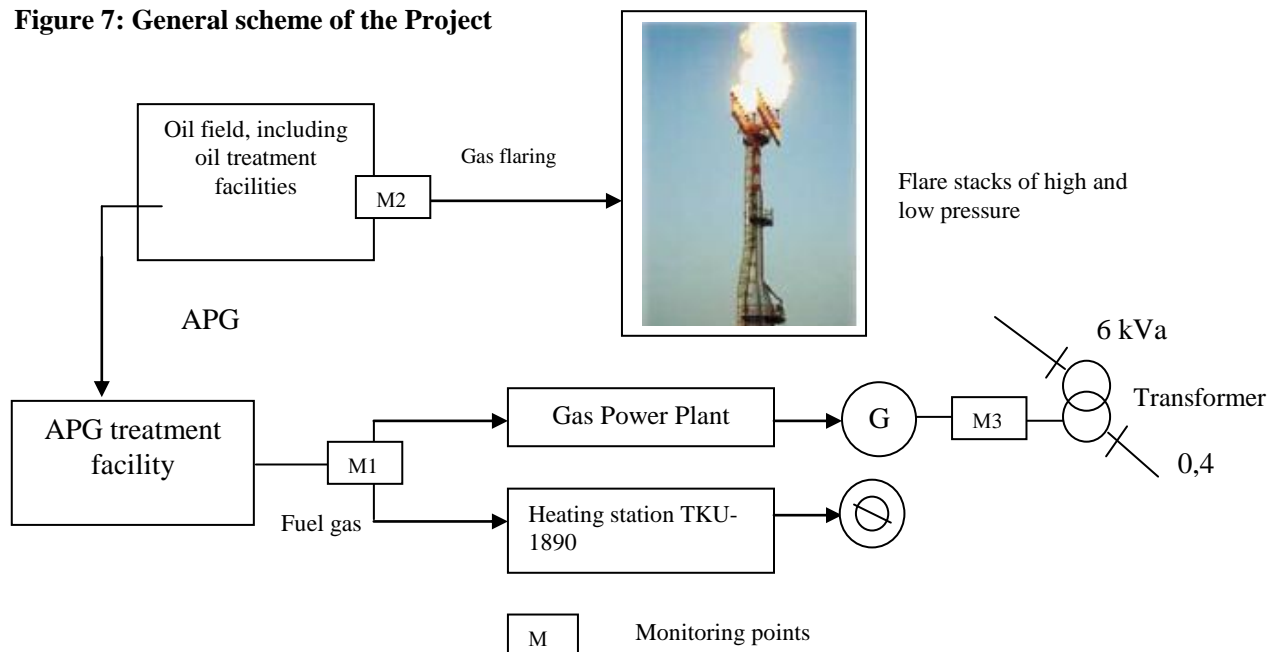 Figure 7: General scheme of the Project
Oil field, including
oil treatment
facilities
M2
Gas flaring
Flare stacks of high and
low pressure
APG
APG treatment
facility
M1
Fuel gas
Gas Power Plant
G
M3
6 kVa
Transformer
0,4
Heating station TKU-
1890
M
Monitoring points